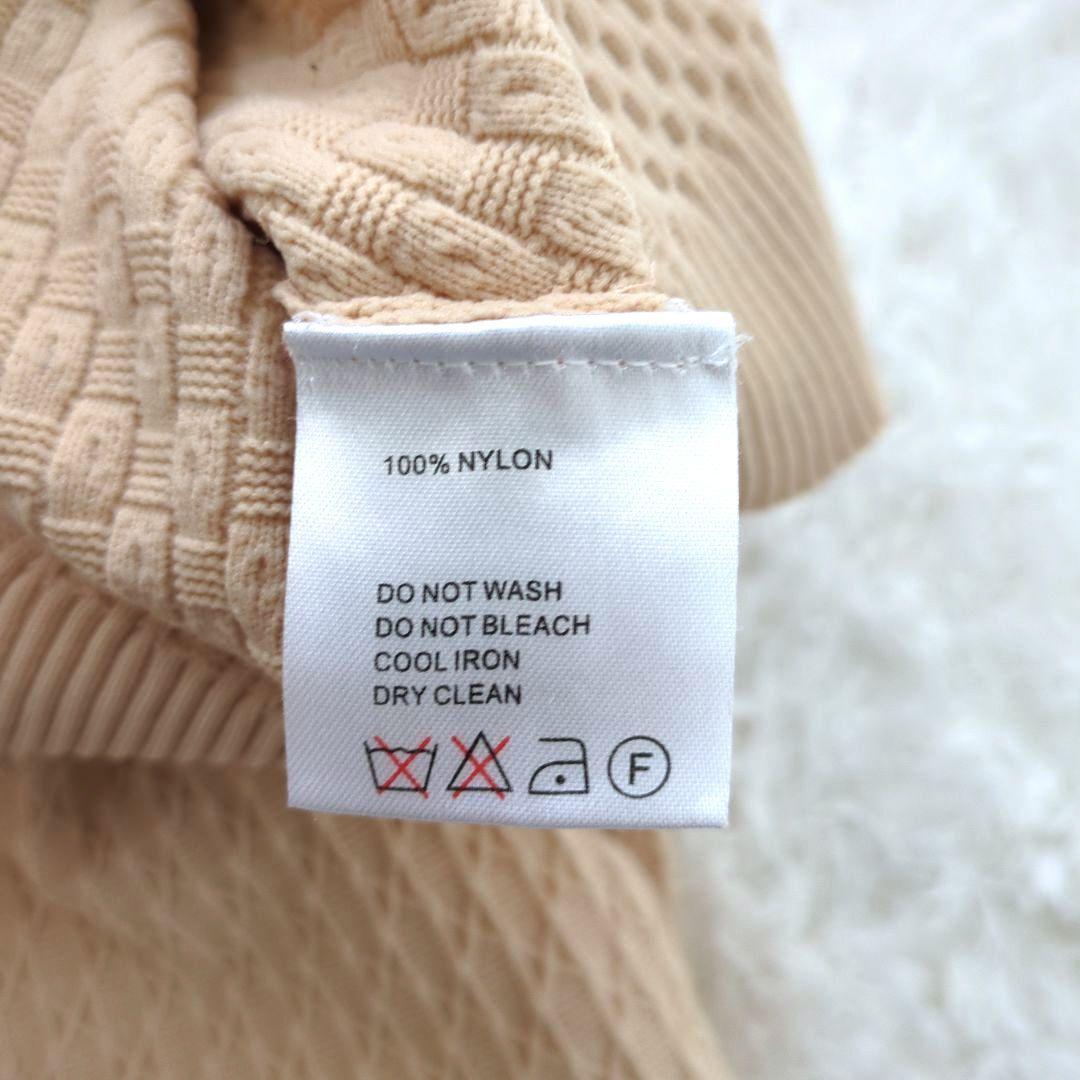 100% NYLON
DO NOT WASH
DO NOT BLEACH
COOL IRON
DRY CLEAN
F